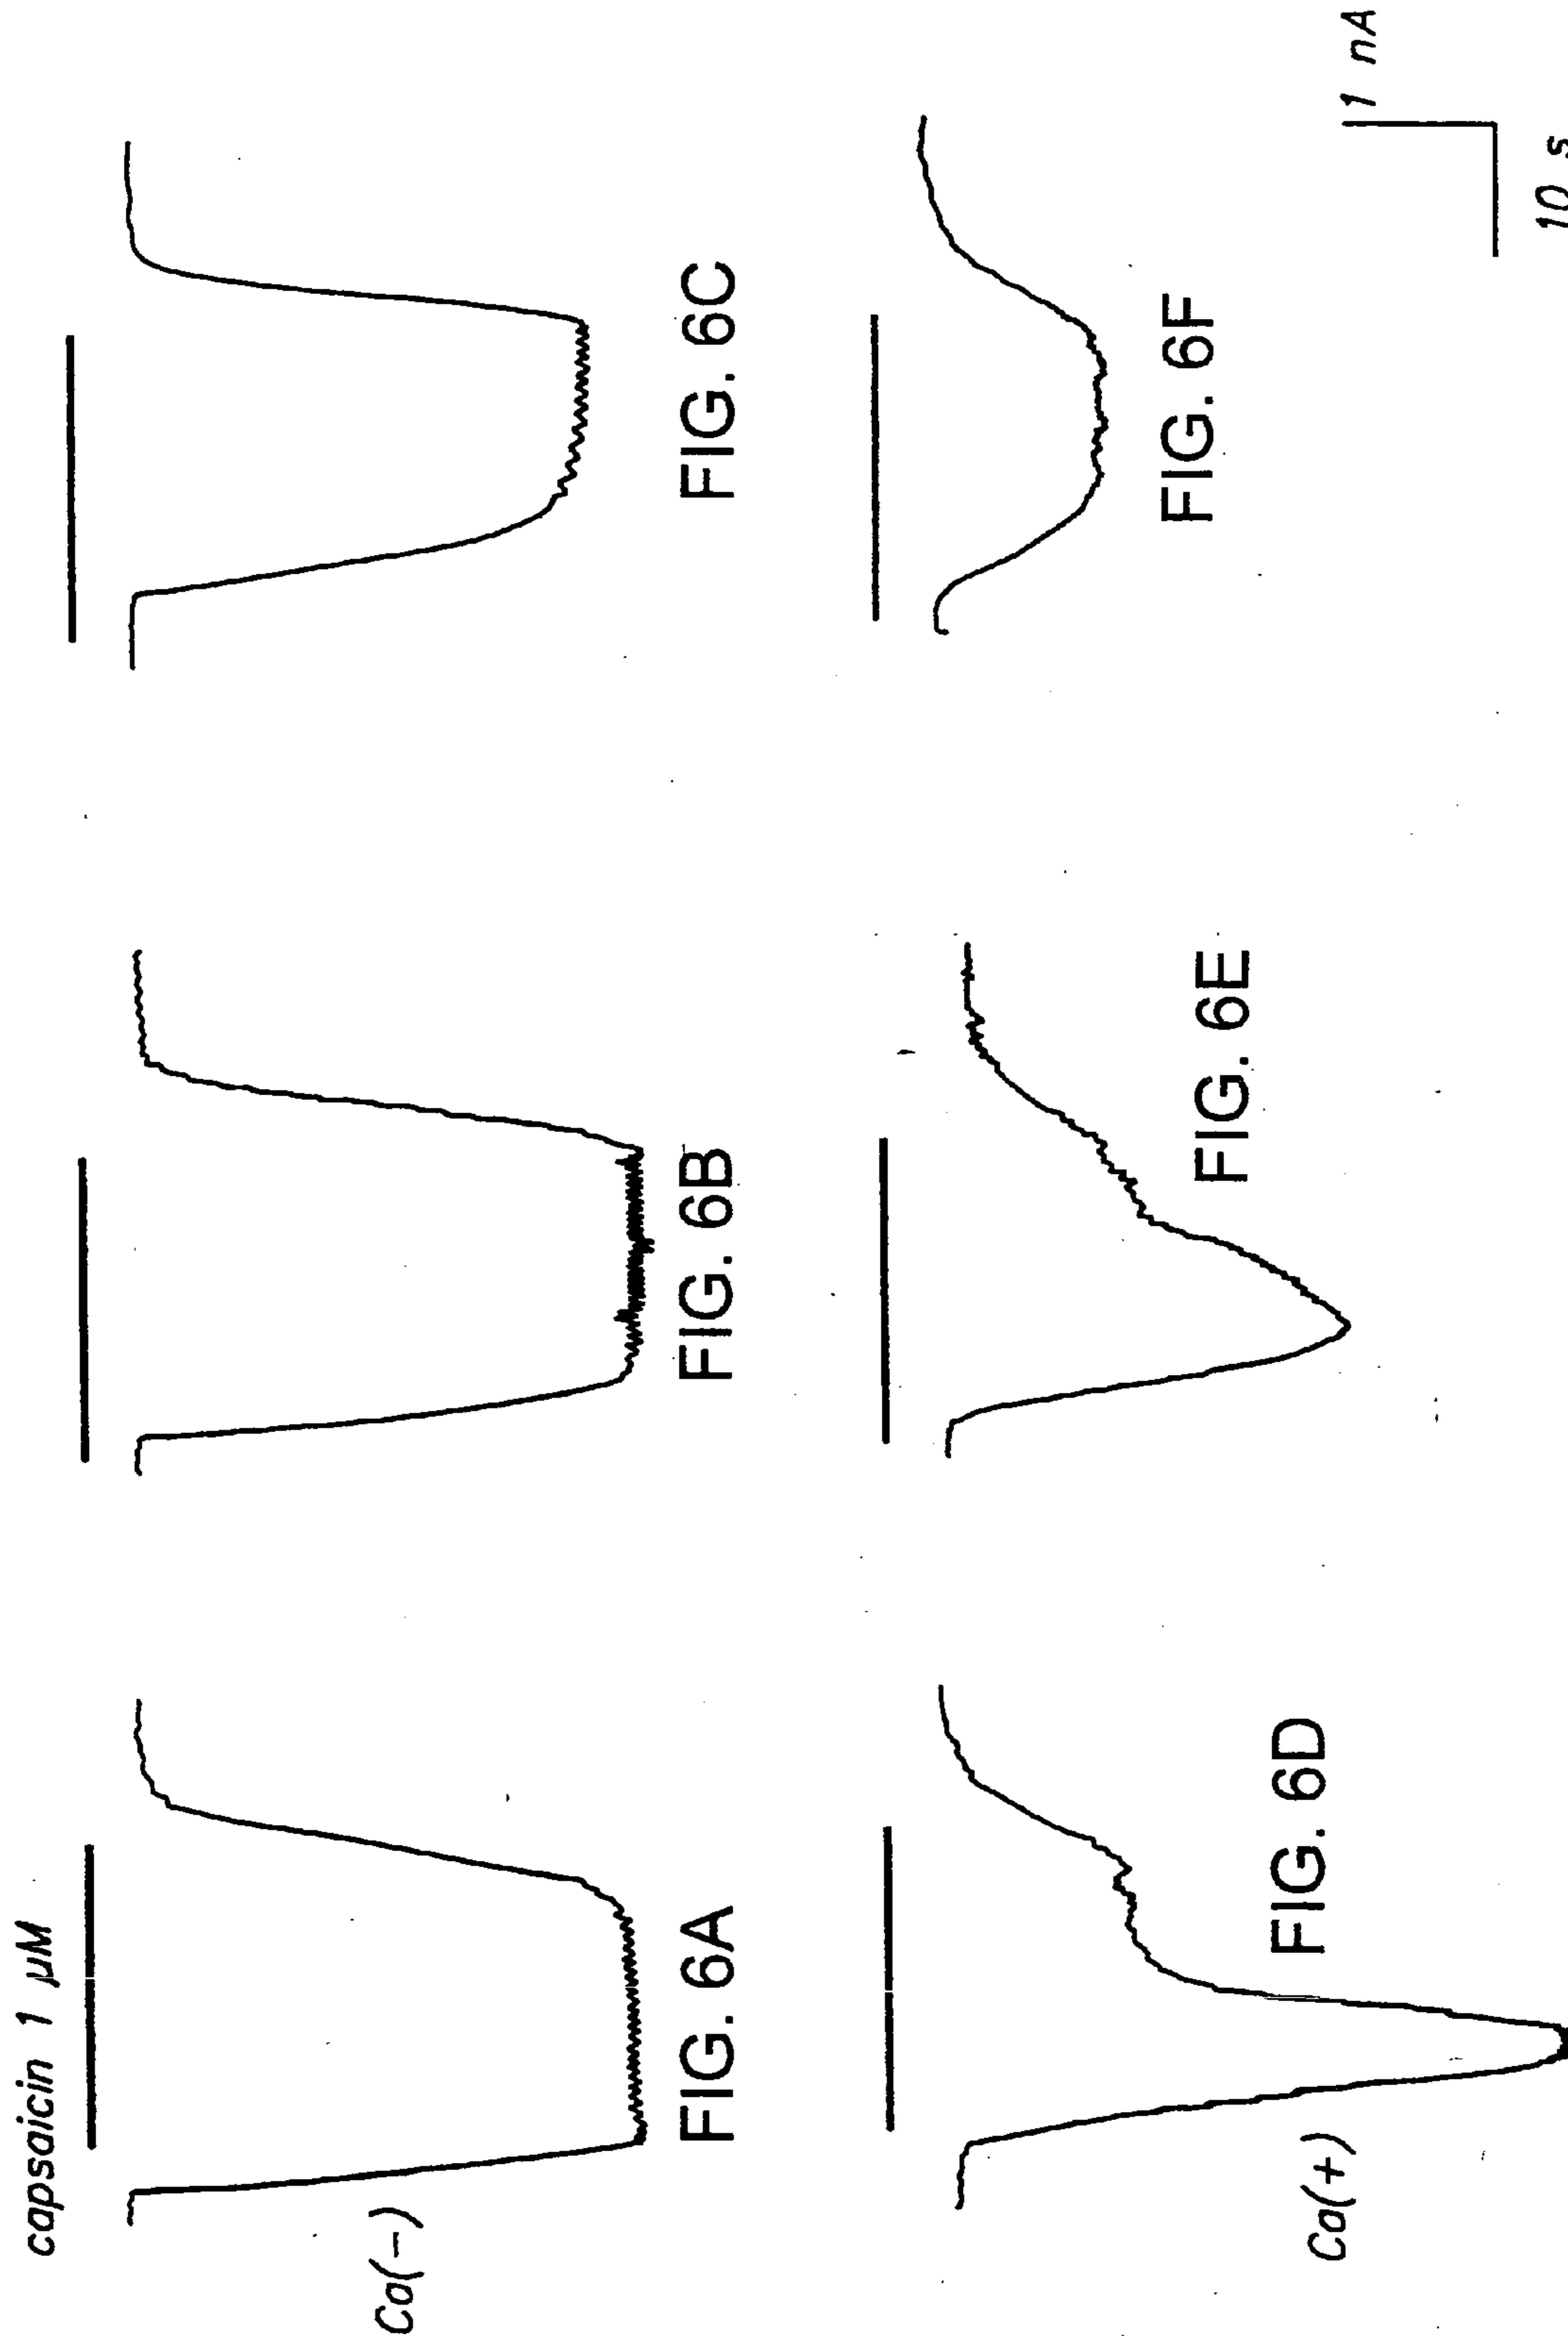 capsaicin 1 µM
Ca(−)
FIG. 6A
FIG. 6B
FIG. 6C
Ca(+)
FIG. 6D
FIG. 6E
FIG. 6F
1 nA
10 s